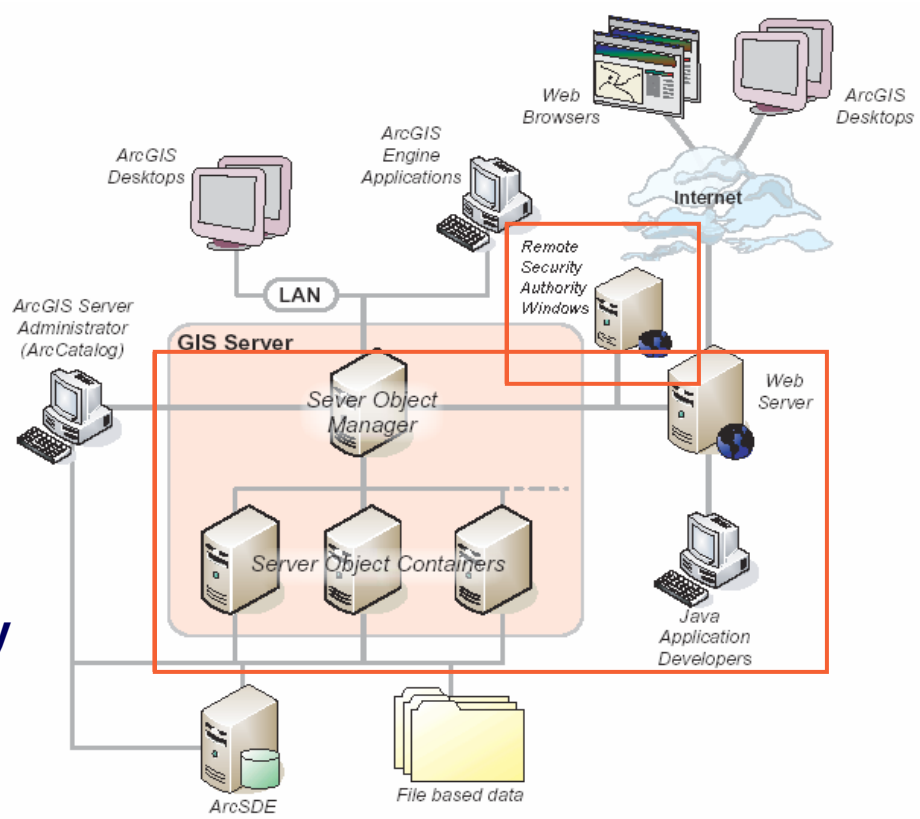 Web
Browsers
ArcGIS
Desktops
ArcGIS
Engine
Applications
ArcGIS
Desktops
Internet
Remote
Security
Authority
Windows
LAN
ArcGIS Server
Administrator
(ArcCatalog)
GIS Server
Sever Object
Manager
Web
Server
Server Object Containers
y
Java
Application
Developers
ArcSDE
File based data